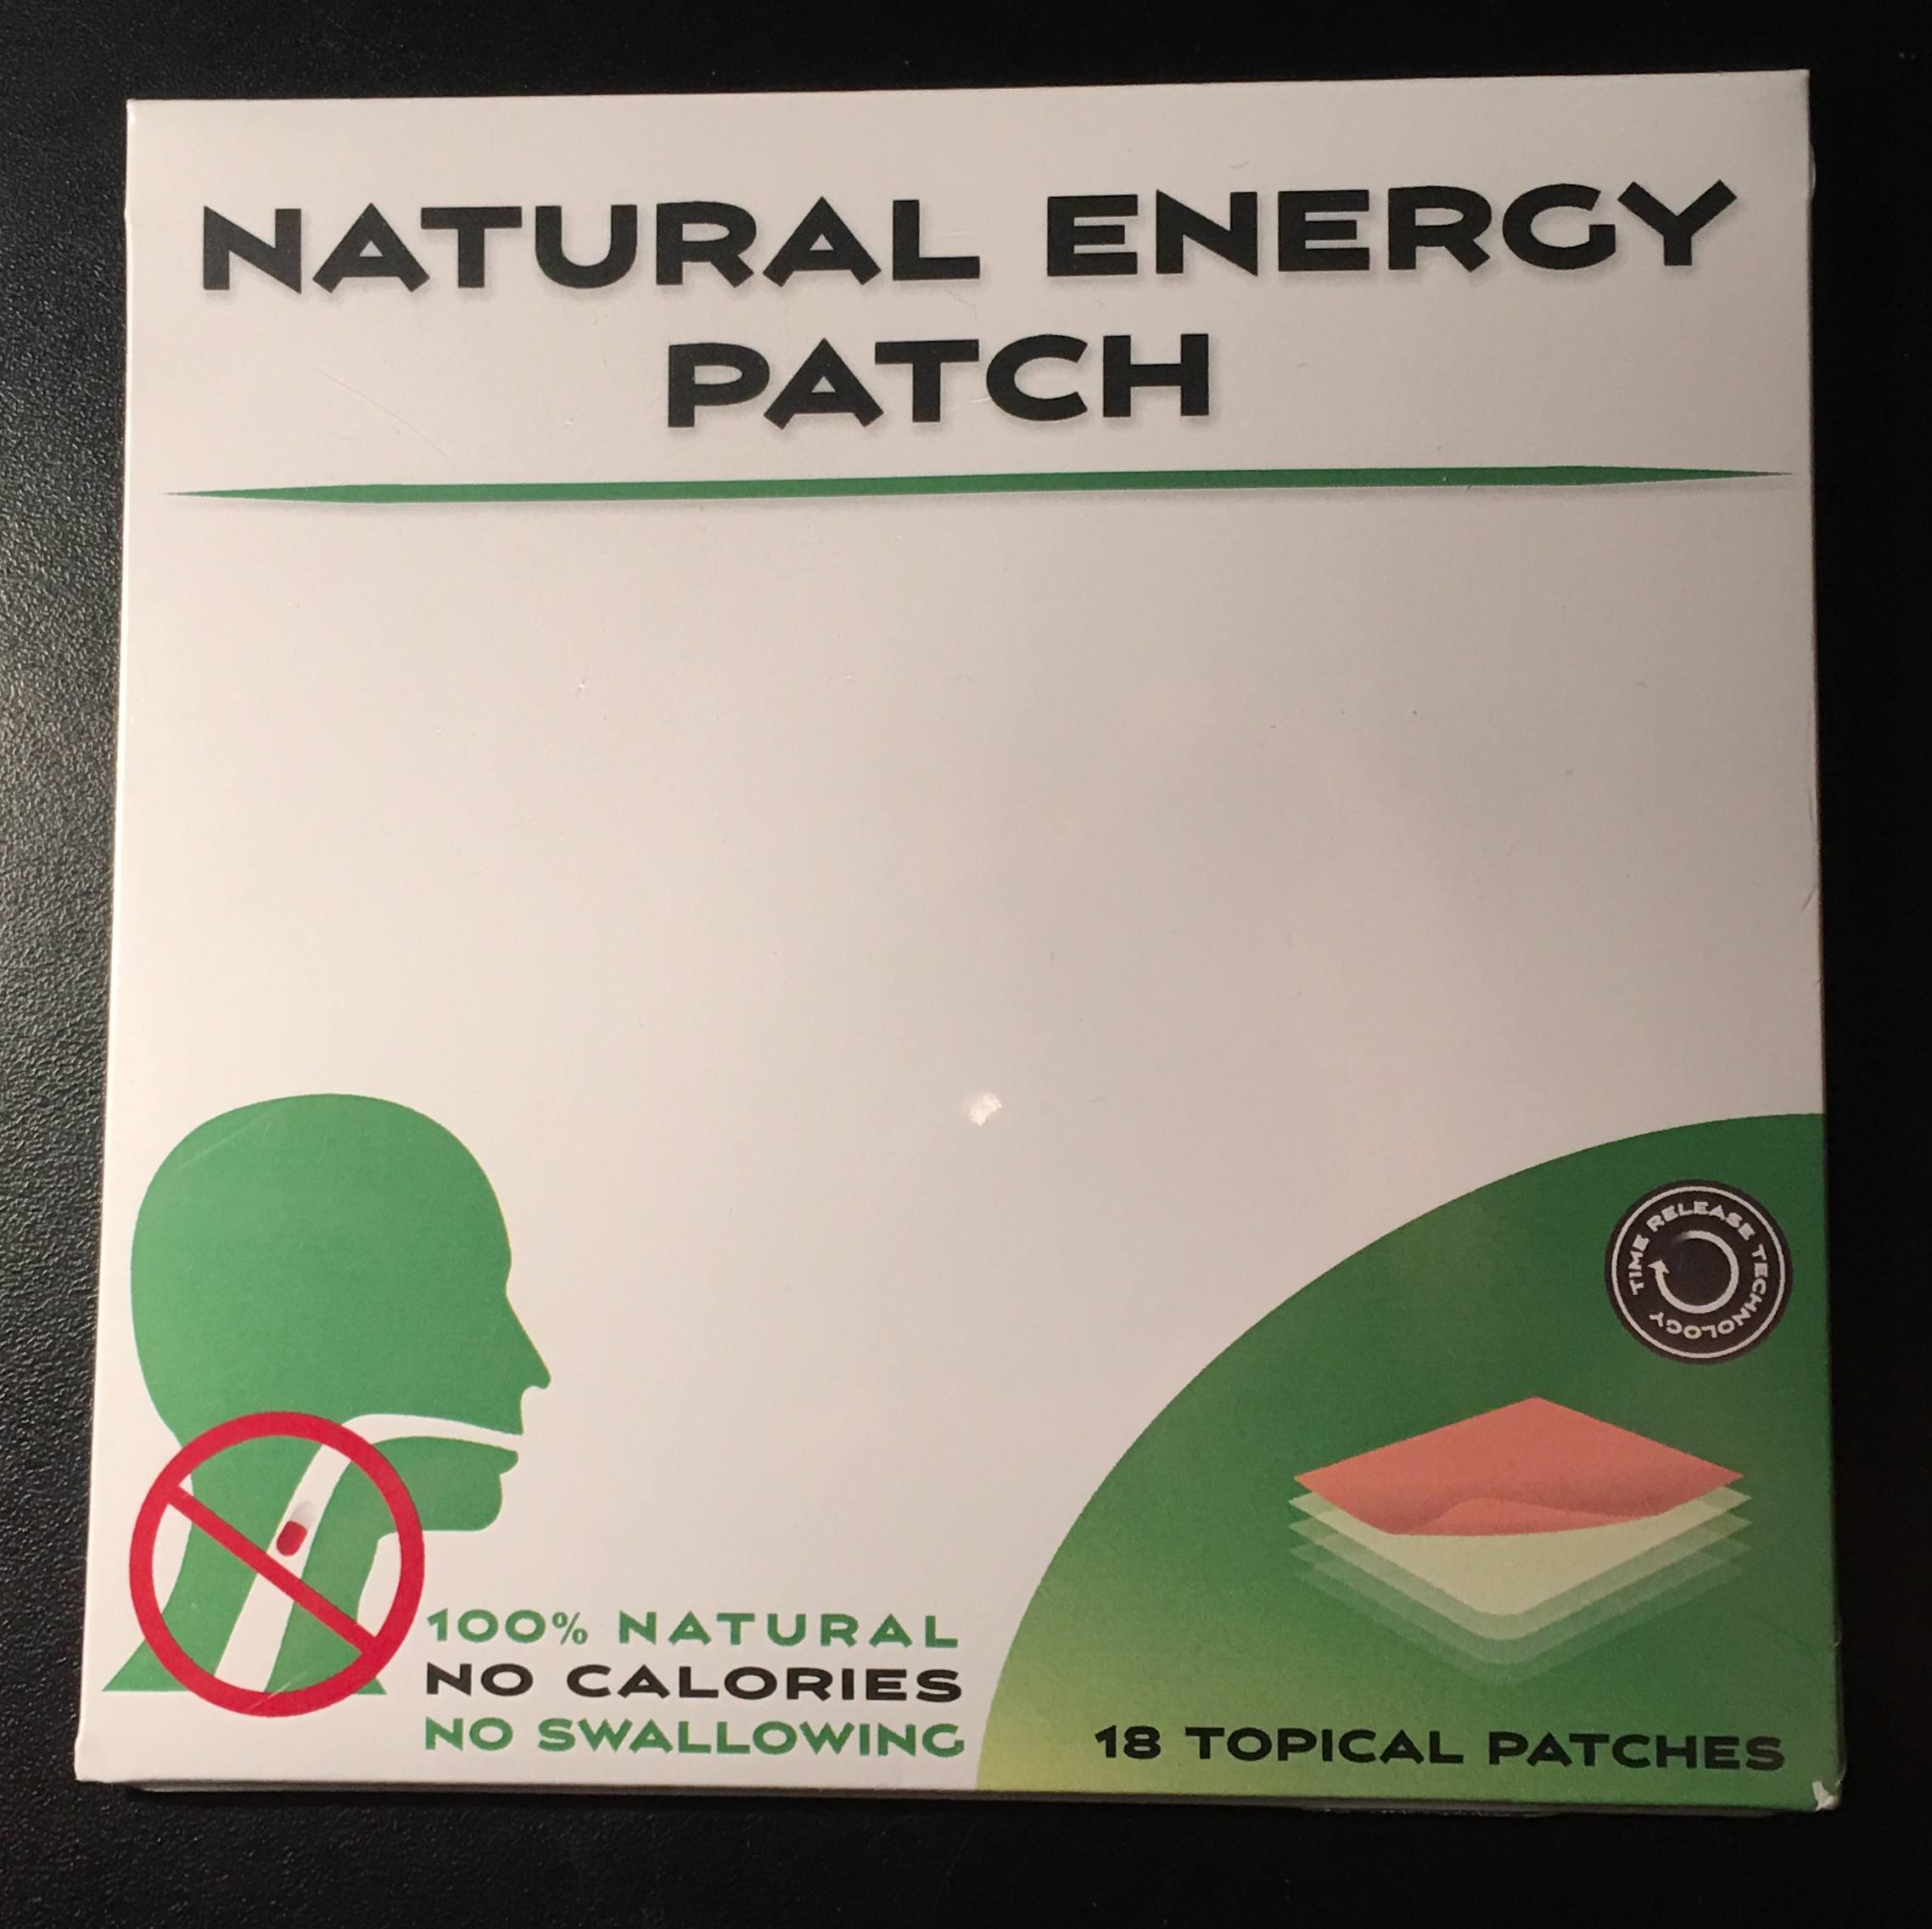 NATURAL ENERGY
PATCH
TIME RELEASE TECHNOLOGY
100% NATURAL
NO CALORIES
NO SWALLOWING
18 TOPICAL PATCHES